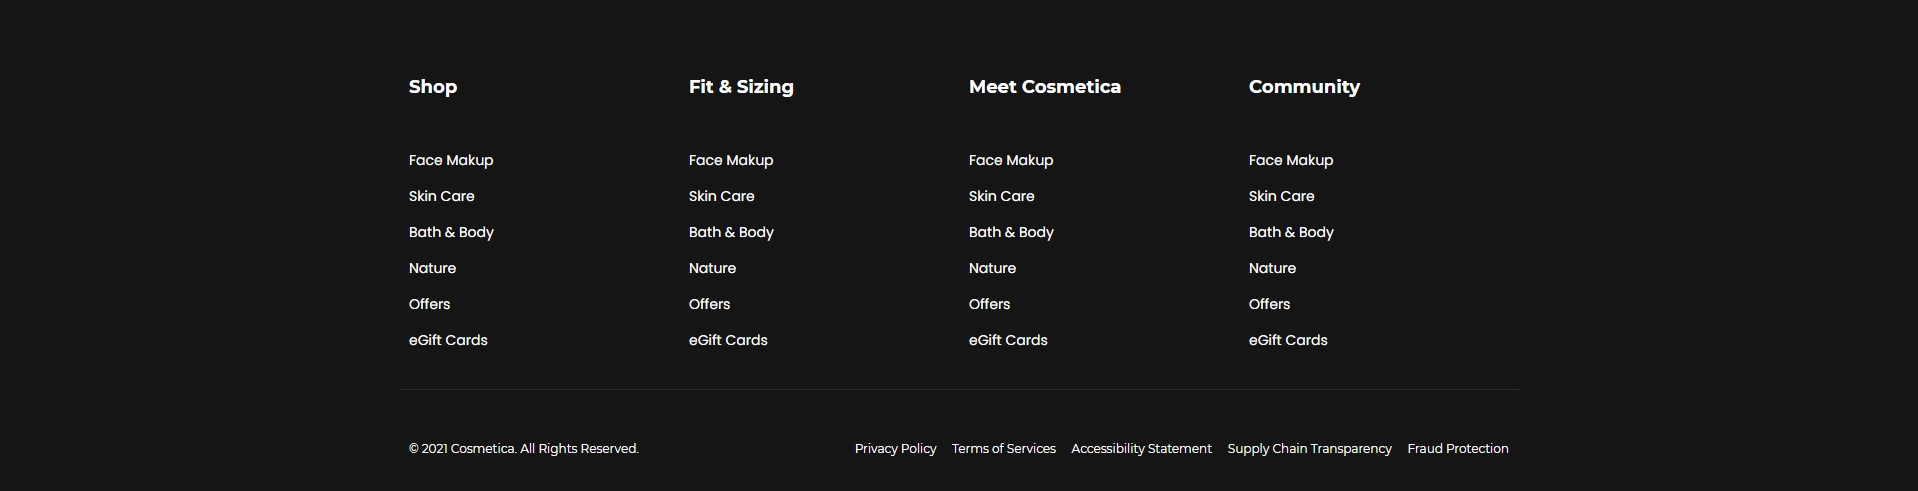 Shop
Face Makup
Skin Care
Bath & Body
Nature
Offers
eGift Cards
Fit & Sizing
Face Makup
Skin Care
Bath & Body
Nature
Offers
eGift Cards
Meet Cosmetica
Face Makup
Skin Care
Bath & Body
Nature
Offers
eGift Cards
Community
Face Makup
Skin Care
Bath & Body
Nature
Offers
eGift Cards
© 2021 Cosmetica. All Rights Reserved.
Privacy Policy Terms of Services Accessibility Statement Supply Chain Transparency Fraud Protection